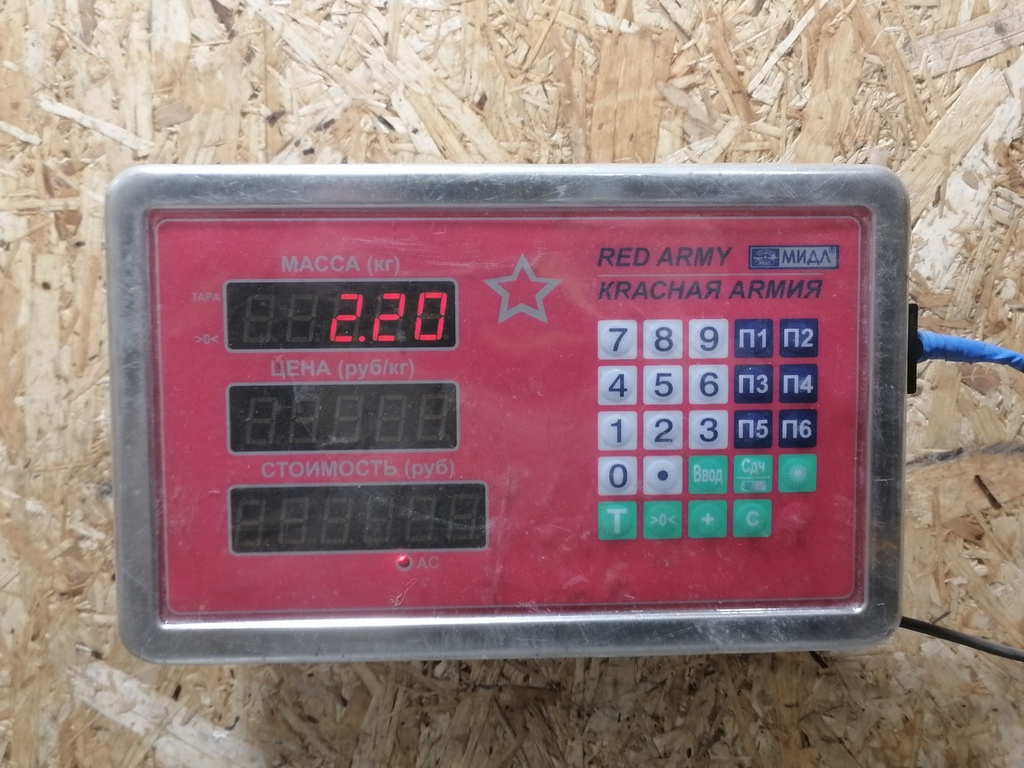 МАССА (кг)
RED ARMY МИДЛ
ТАРА
2.20
КRАСНАЯ АRМИЯ
>0<
7 8 9 П1 П2
ЦЕНА (руб/кг)
4 5 6 П3 П4
1 2 3 П5 П6
СТОИМОСТЬ (руб)
0 • Ввод Сдч
T >0< + C
AC